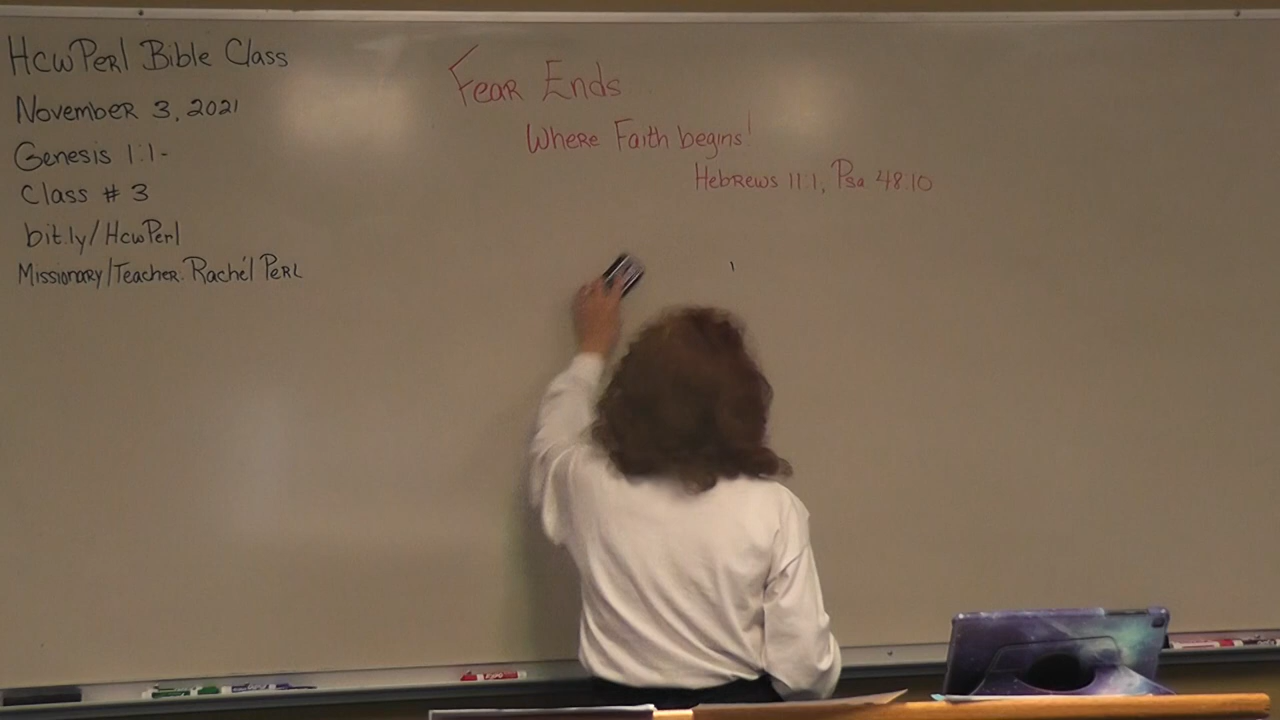 HcwPerl Bible Class
November 3, 2021
Genesis 1:1-
Class # 3
bit.ly/HcwPerl
Missionary/Teacher. Rachél Perl
Fear Ends
Where Faith begins!
Hebrews 11:1, Psa 48:10